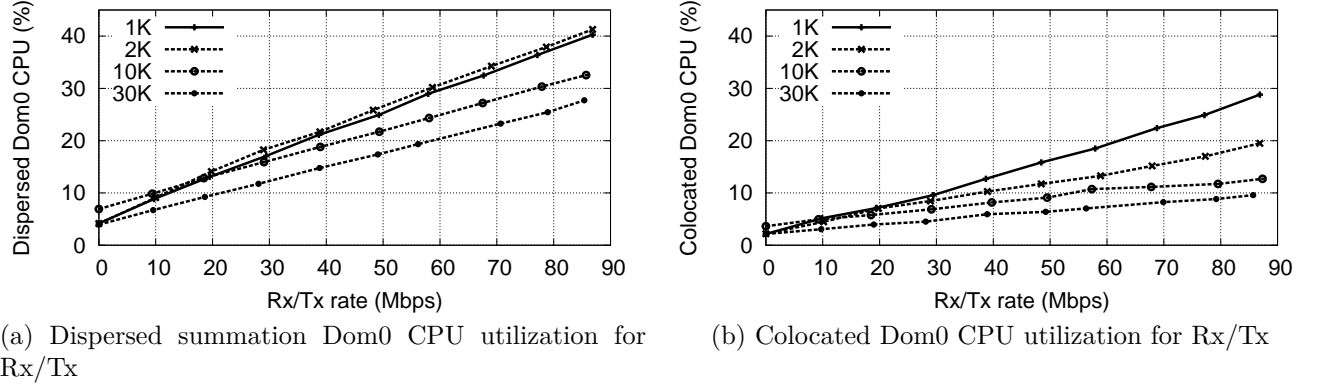 Dispersed Dom0 CPU (%)
40
30
20
10
0
1K
2K
10K
30K
0 10 20 30 40 50 60 70 80 90
Rx/Tx rate (Mbps)
(a) Dispersed summation Dom0 CPU utilization for
Rx/Tx
Colocated Dom0 CPU (%)
40
30
20
10
0
1K
2K
10K
30K
0 10 20 30 40 50 60 70 80 90
Rx/Tx rate (Mbps)
(b) Colocated Dom0 CPU utilization for Rx/Tx